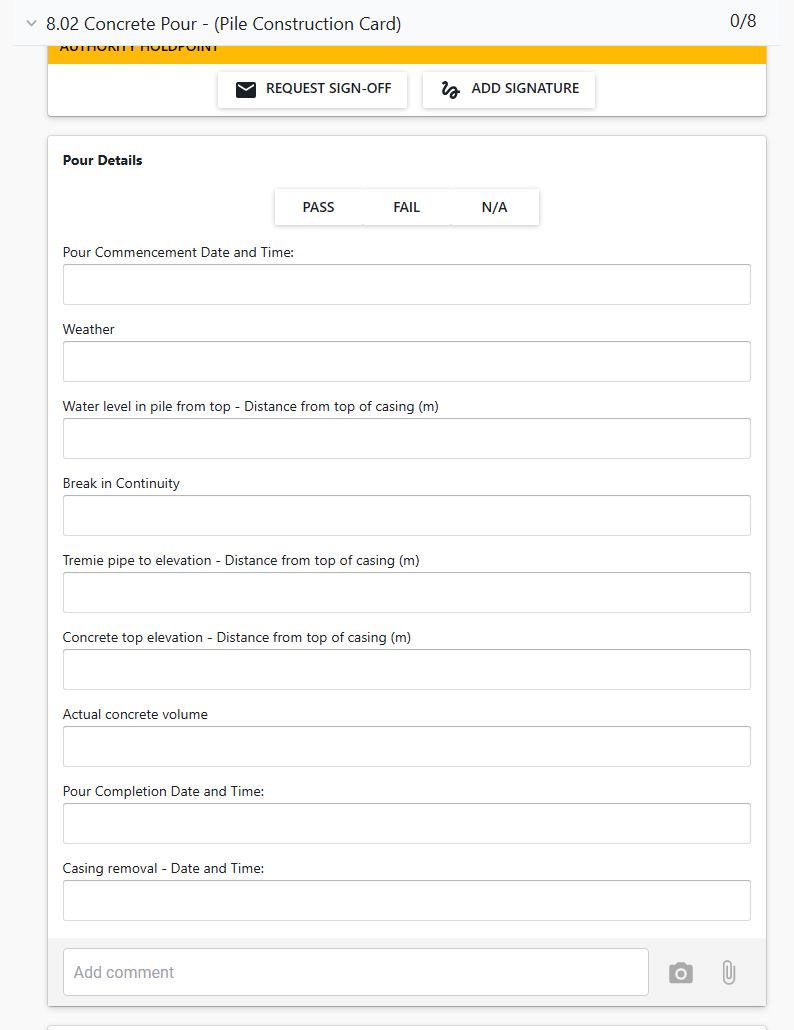 8.02 Concrete Pour - (Pile Construction Card)
0/8
AUTHORITY HOLDPOINT
REQUEST SIGN-OFF
ADD SIGNATURE
Pour Details
PASS
FAIL
N/A
Pour Commencement Date and Time:
Weather
Water level in pile from top - Distance from top of casing (m)
Break in Continuity
Tremie pipe to elevation - Distance from top of casing (m)
Concrete top elevation - Distance from top of casing (m)
Actual concrete volume
Pour Completion Date and Time:
Casing removal - Date and Time:
Add comment